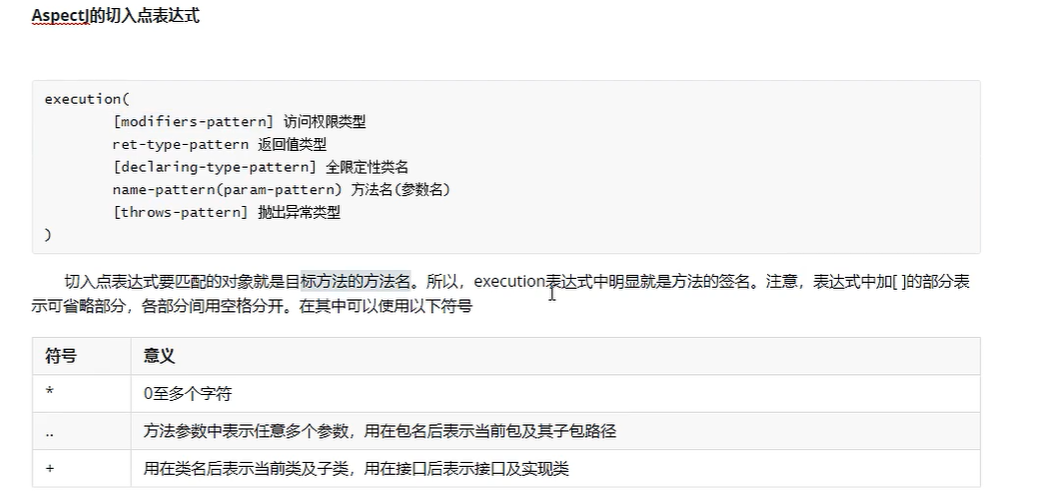 AspectJ的切入点表达式
execution(
[modifiers-pattern] 访问权限类型
ret-type-pattern 返回值类型
[declaring-type-pattern] 全限定性类名
name-pattern(param-pattern) 方法名(参数名)
[throws-pattern] 抛出异常类型
)
切入点表达式要匹配的对象就是目标方法的方法名。所以，execution表达式中明显就是方法的签名。注意，表达式中加[ ]的部分表
示可省略部分，各部分间用空格分开。在其中可以使用以下符号
符号 意义
* 0至多个字符
.. 方法参数中表示任意多个参数，用在包名后表示当前包及其子包路径
+ 用在类名后表示当前类及子类，用在接口后表示接口及实现类